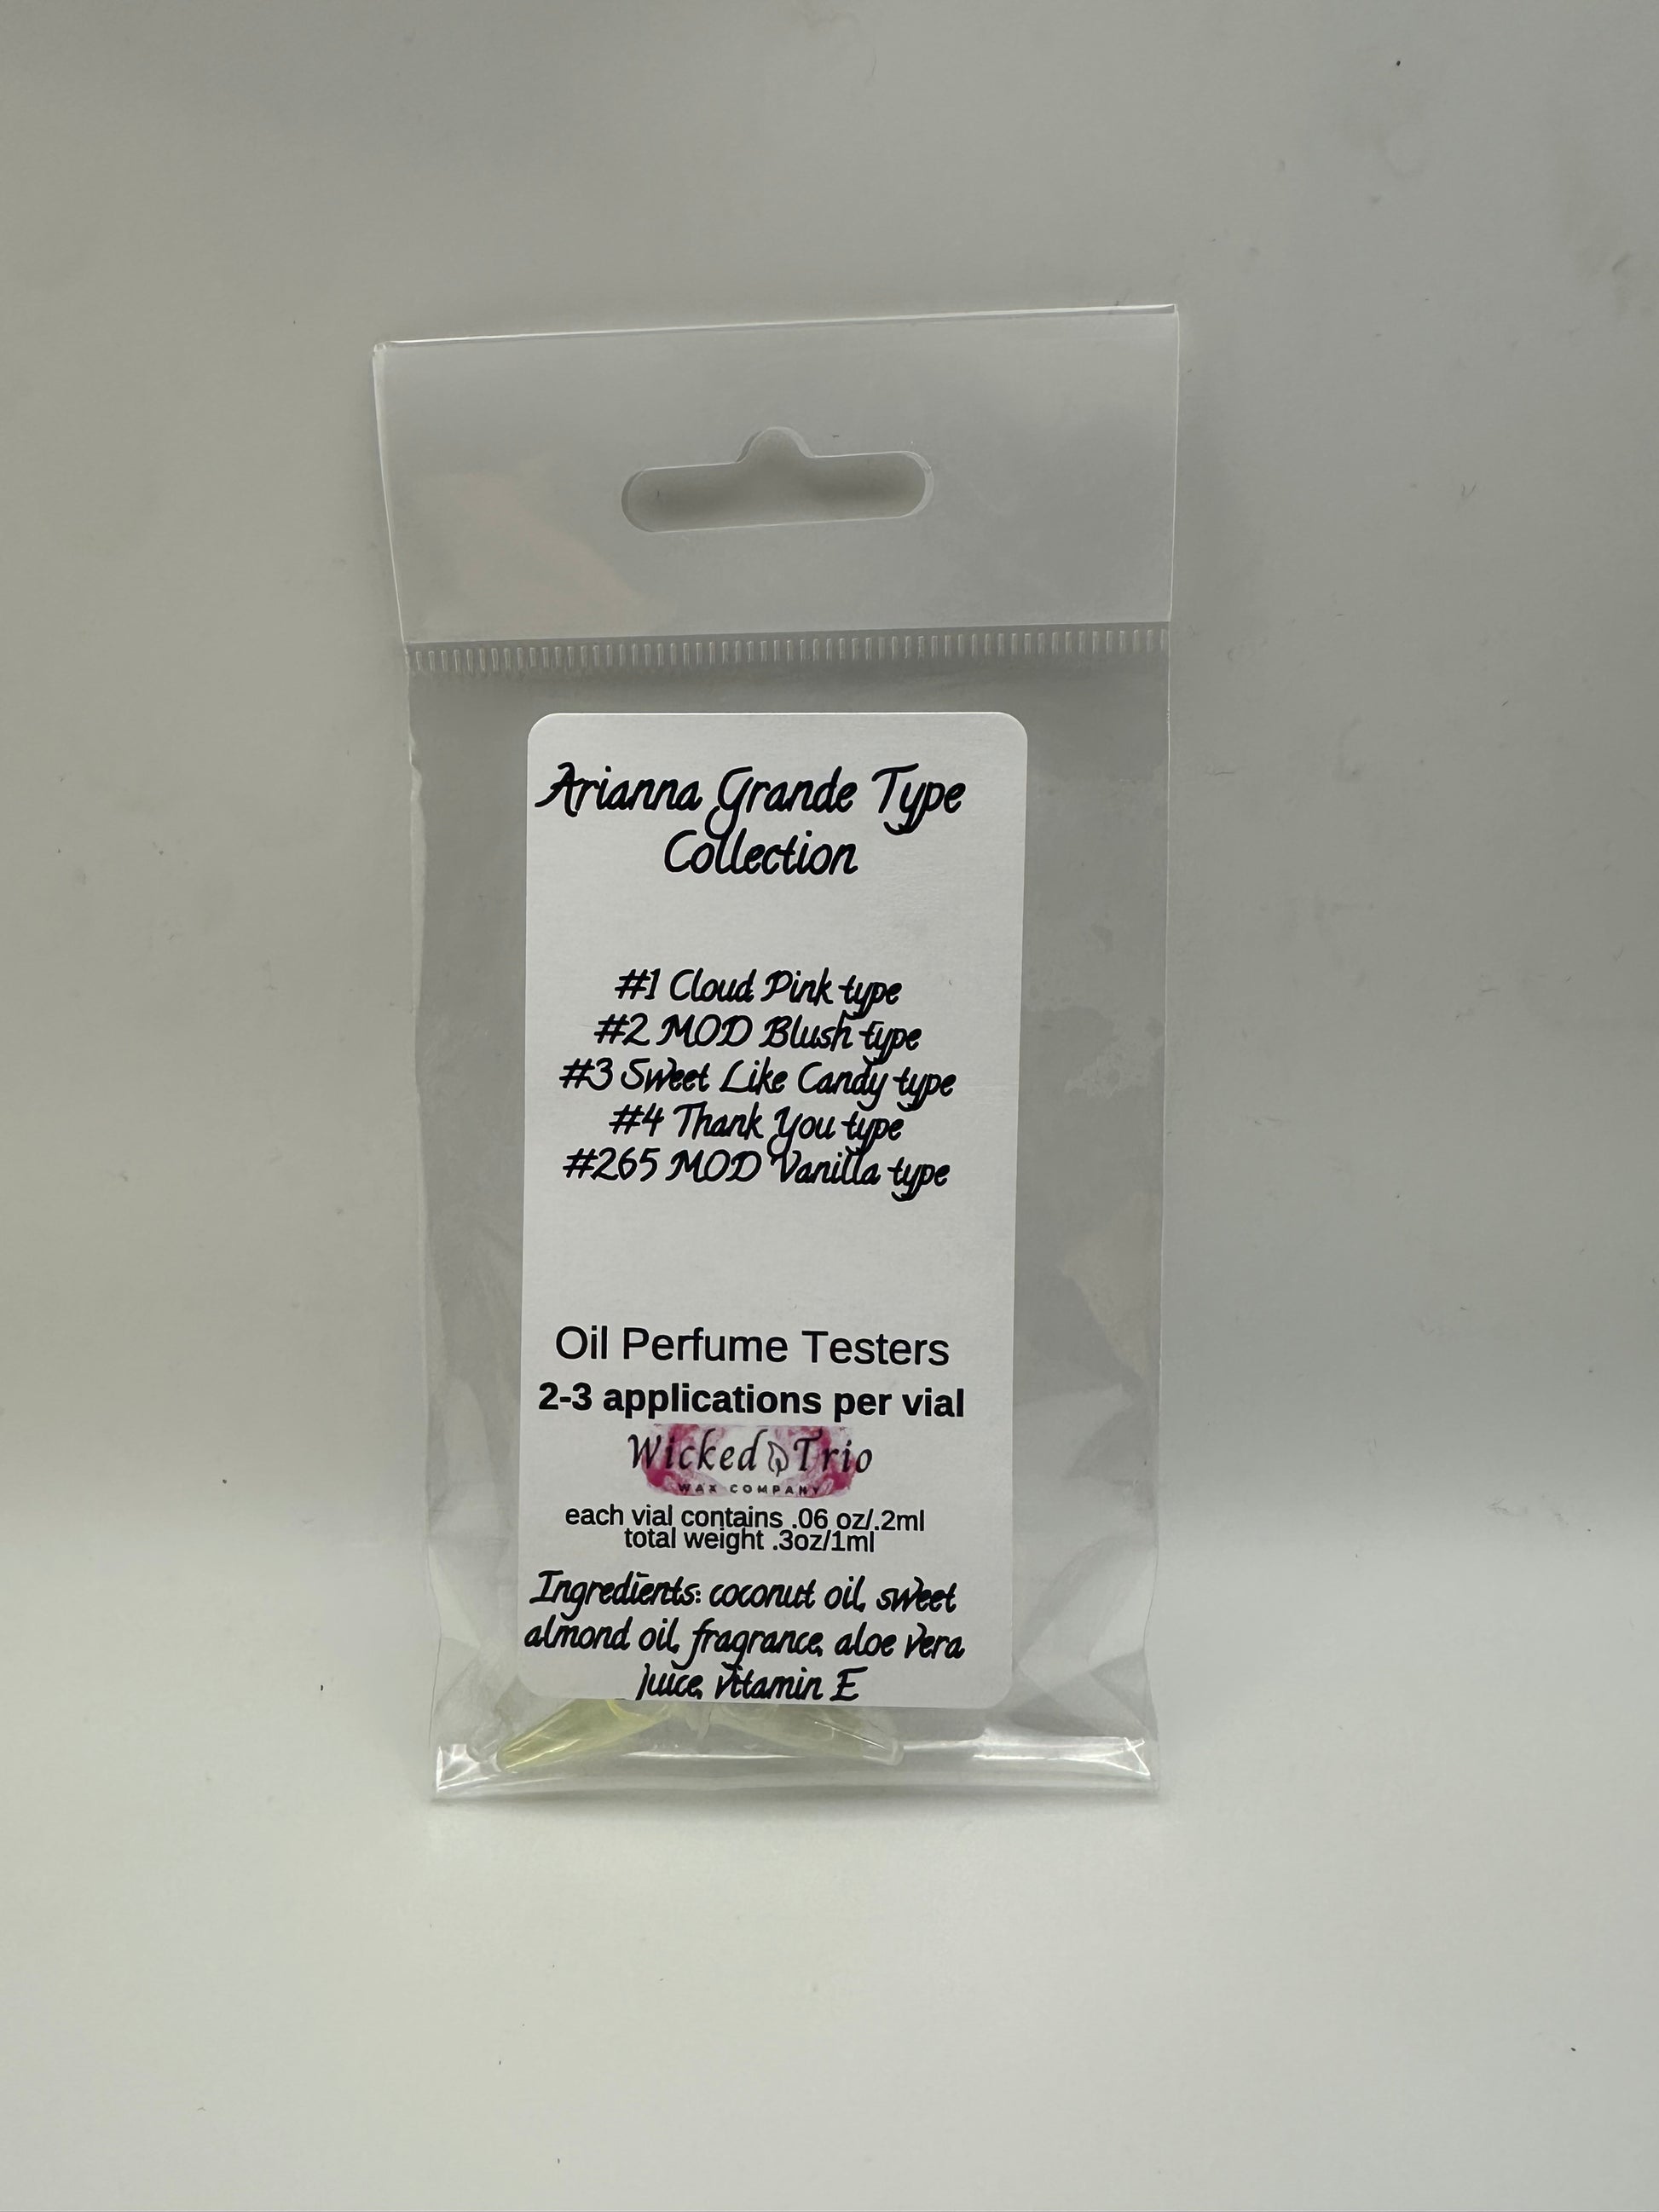 Arianna Grande Type
Collection
#1 Cloud Pink type
#2 MOD Blush type
#3 Sweet Like Candy type
#4 Thank You type
#265 MOD Vanilla type
Oil Perfume Testers
2-3 applications per vial
Wicked Trio
WAX COMPANY
each vial contains .06 oz/.2ml
total weight .3oz/1ml
Ingredients: coconut oil, sweet
almond oil, fragrance, aloe vera
juice, vitamin E